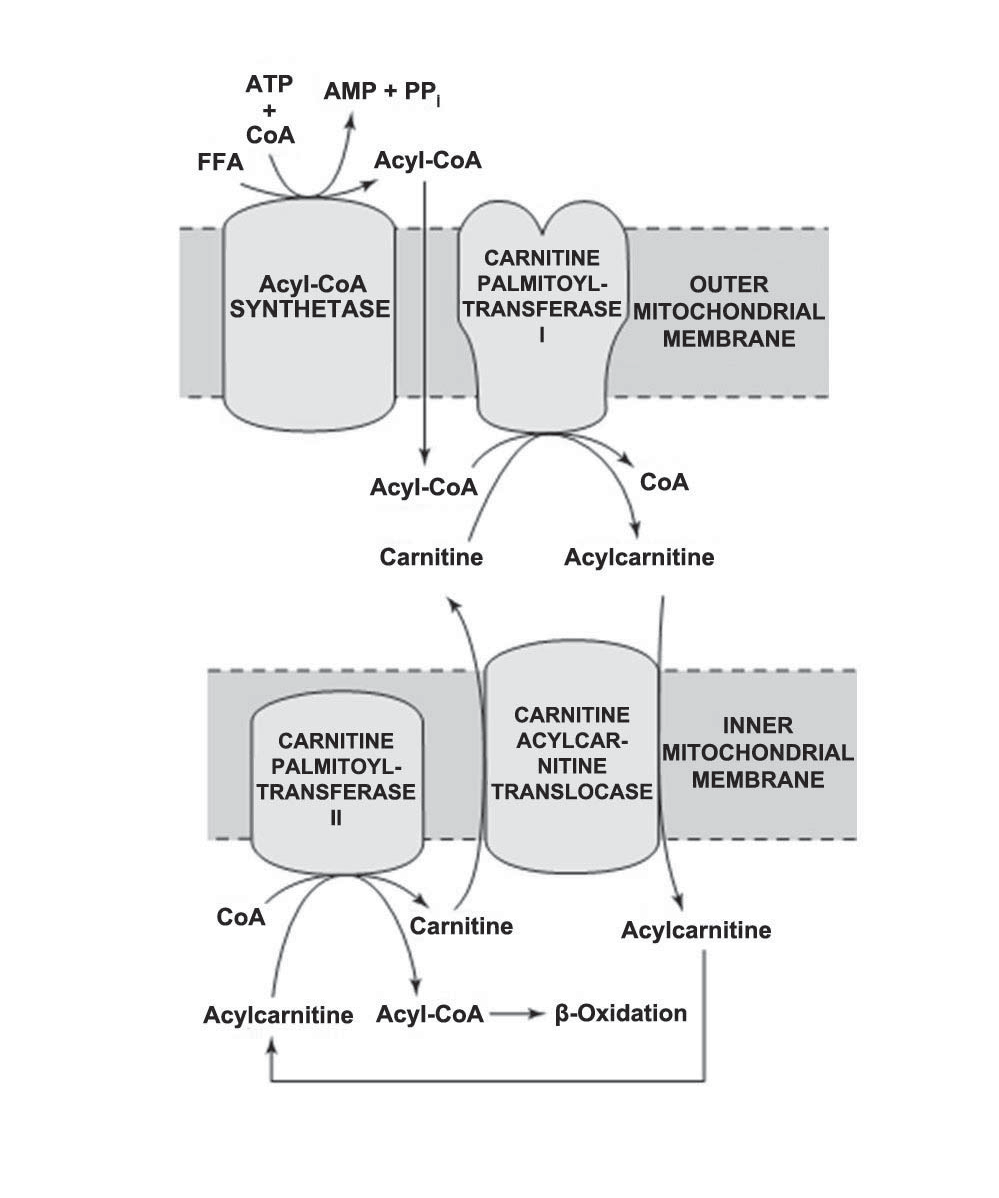 ATP
+
CoA
AMP + PPi
FFA
Acyl-CoA
Acyl-CoA
SYNTHETASE
CARNITINE
PALMITOYL-
TRANSFERASE
I
OUTER
MITOCHONDRIAL
MEMBRANE
Acyl-CoA
CoA
Carnitine
Acylcarnitine
CARNITINE
PALMITOYL-
TRANSFERASE
II
CARNITINE
ACYLCAR-
NITINE
TRANSLOCASE
INNER
MITOCHONDRIAL
MEMBRANE
CoA
Carnitine
Acylcarnitine
Acylcarnitine
Acyl-CoA
β-Oxidation